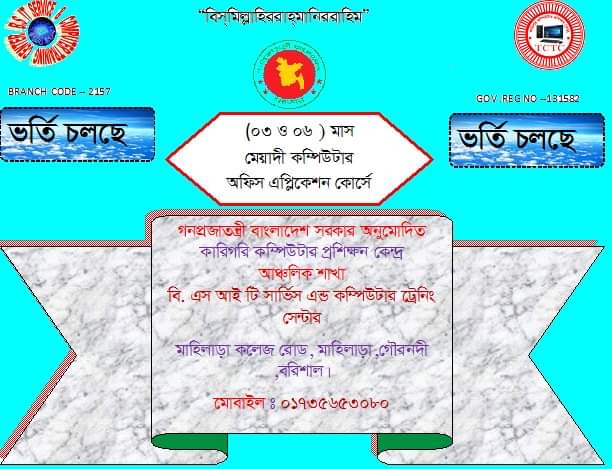 “বিস্মিল্লাহিররাহ্মানিররাহিম”
BRANCH CODE – 2157
GOV ;REG NO –131582
TCTC
ভর্তি চলছে
ভর্তি চলছে
(০৩ ও ০৬ ) মাস
মেয়াদী কম্পিউটার
অফিস এপ্লিকেশন কোর্সে
গনপ্রজাতন্ত্রী বাংলাদেশ সরকার অনুমোদিত
কারিগরি কম্পিউটার প্রশিক্ষন কেন্দ্র
আঞ্চলিক শাখা
বি. এস আই টি সার্ভিস এন্ড কম্পিউটার ট্রেনিং
সেন্টার
মাহিলাড়া কলেজ রোড , মাহিলাড়া ,গৌরনদী
,বরিশাল।
মোবাইল : ০১৭৩৫৬৫৩০৮০